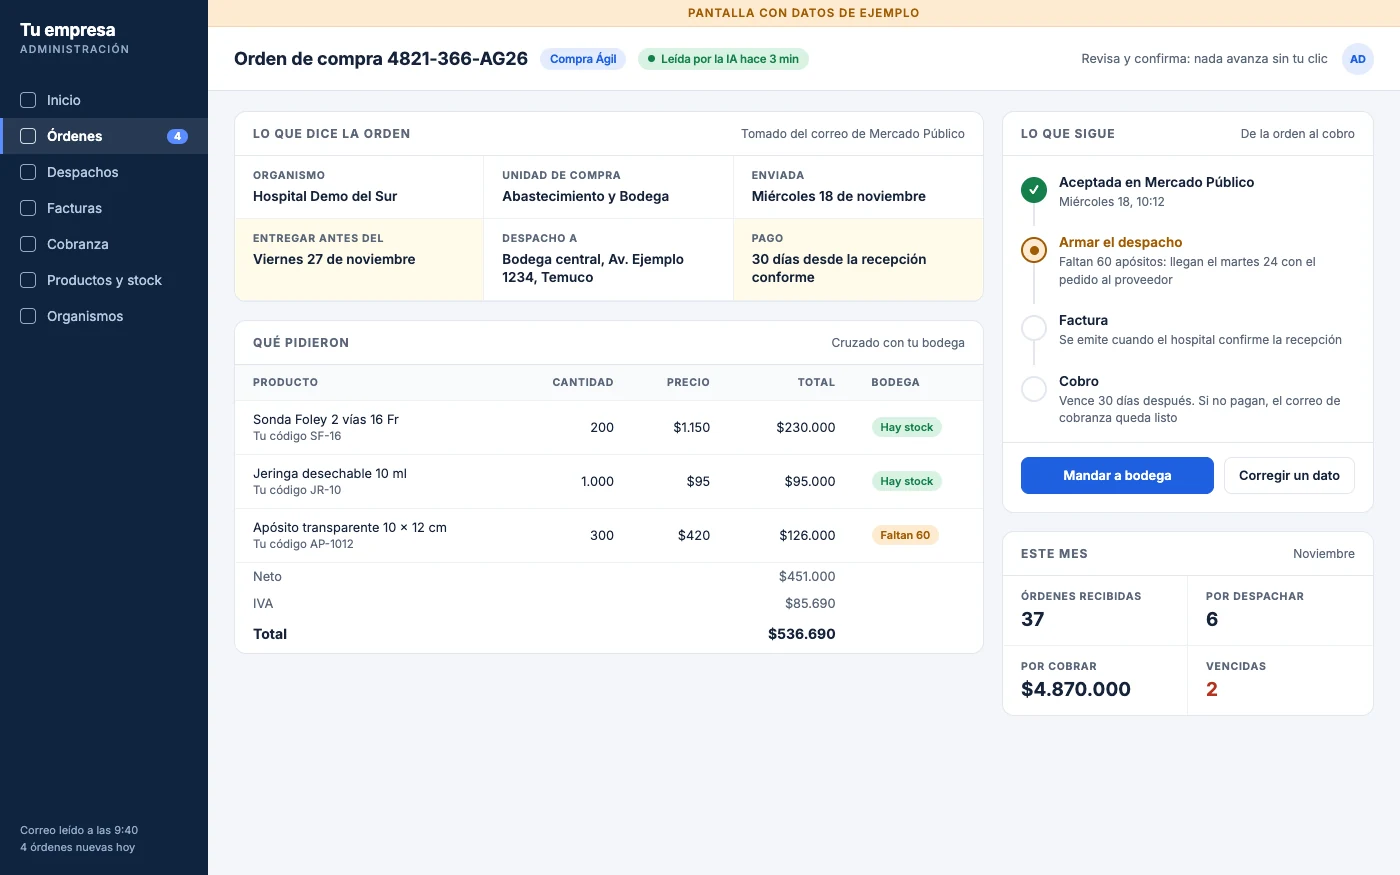 Tu empresa
ADMINISTRACIÓN
Inicio
Órdenes 4
Despachos
Facturas
Cobranza
Productos y stock
Organismos
Correo leído a las 9:40
4 órdenes nuevas hoy
PANTALLA CON DATOS DE EJEMPLO
Orden de compra 4821-366-AG26 Compra Ágil Leída por la IA hace 3 min
Revisa y confirma: nada avanza sin tu clic AD
LO QUE DICE LA ORDEN Tomado del correo de Mercado Público
ORGANISMO
Hospital Demo del Sur
UNIDAD DE COMPRA
Abastecimiento y Bodega
ENVIADA
Miércoles 18 de noviembre
ENTREGAR ANTES DEL
Viernes 27 de noviembre
DESPACHO A
Bodega central, Av. Ejemplo
1234, Temuco
PAGO
30 días desde la recepción
conforme
QUÉ PIDIERON Cruzado con tu bodega
PRODUCTO CANTIDAD PRECIO TOTAL BODEGA
Sonda Foley 2 vías 16 Fr
Tu código SF-16
200 $1.150 $230.000 Hay stock
Jeringa desechable 10 ml
Tu código JR-10
1.000 $95 $95.000 Hay stock
Apósito transparente 10 × 12 cm
Tu código AP-1012
300 $420 $126.000 Faltan 60
Neto $451.000
IVA $85.690
Total $536.690
LO QUE SIGUE De la orden al cobro
Aceptada en Mercado Público
Miércoles 18, 10:12
Armar el despacho
Faltan 60 apósitos: llegan el martes 24 con el
pedido al proveedor
Factura
Se emite cuando el hospital confirme la recepción
Cobro
Vence 30 días después. Si no pagan, el correo de
cobranza queda listo
Mandar a bodega Corregir un dato
ESTE MES Noviembre
ÓRDENES RECIBIDAS
37
POR DESPACHAR
6
POR COBRAR
$4.870.000
VENCIDAS
2